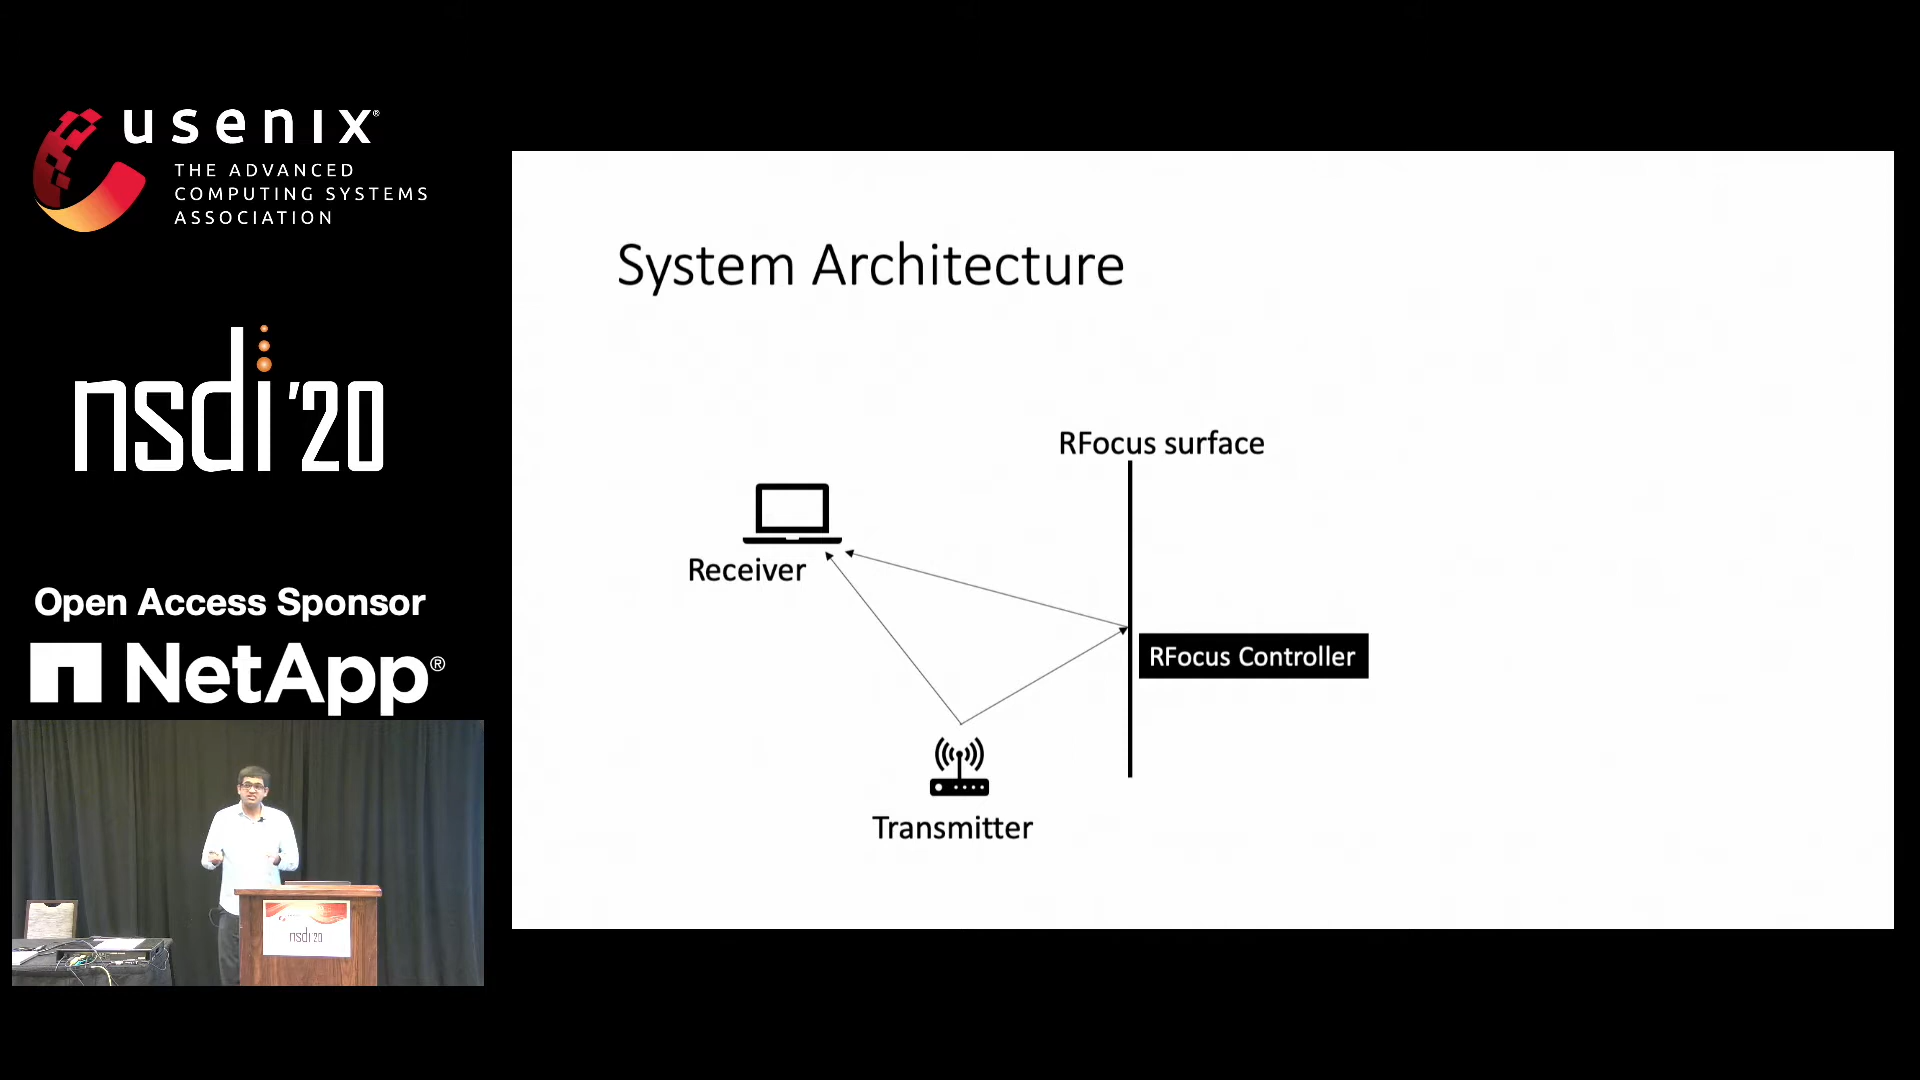 usenix®
THE ADVANCED
COMPUTING SYSTEMS
ASSOCIATION
nsdi '20
Open Access Sponsor
NetApp®
nsdi '20
System Architecture
RFocus surface
Receiver
RFocus Controller
Transmitter